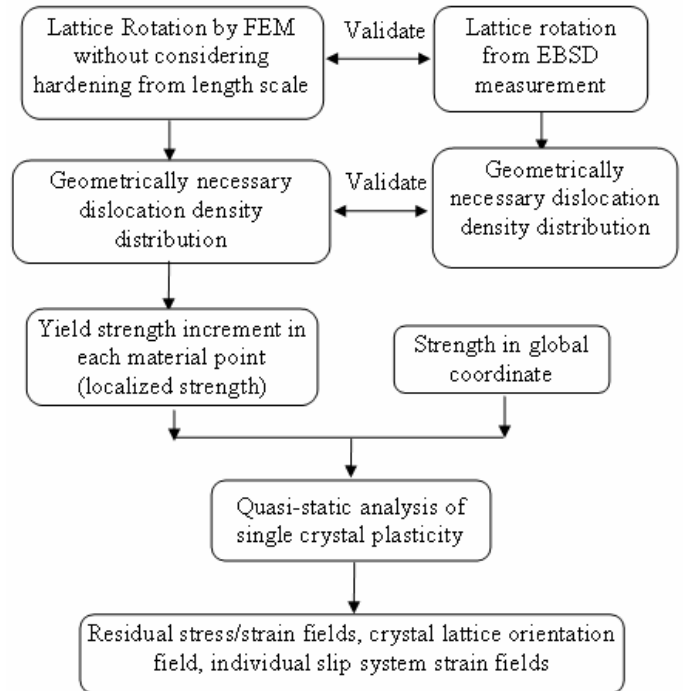 Lattice Rotation by FEM
without considering
hardening from length scale
Validate
Lattice rotation
from EBSD
measurement
Geometrically necessary
dislocation density
distribution
Validate
Geometrically
necessary dislocation
density distribution
Yield strength increment in
each material point
(localized strength)
Strength in global
coordinate
Quasi-static analysis of
single crystal plasticity
Residual stress/strain fields, crystal lattice orientation
field, individual slip system strain fields